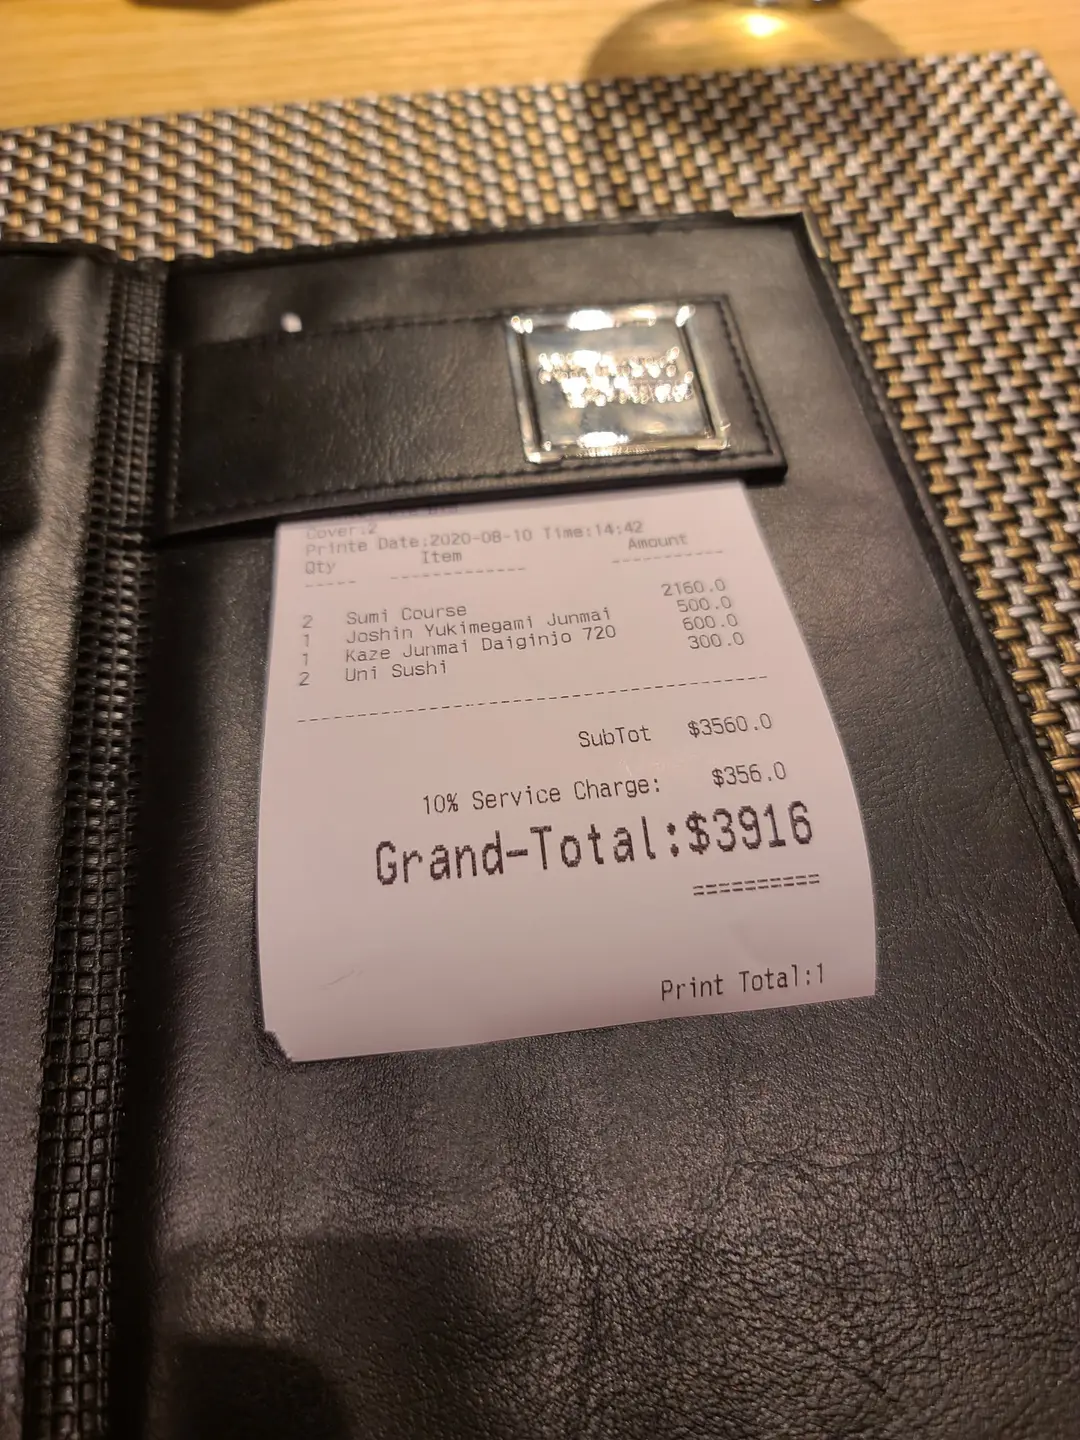 Cover:2
Printe Date:2020-08-10 Time:14:42
Qty Item Amount
2 Sumi Course 2160.0
1 Joshin Yukimegami Junmai 500.0
1 Kaze Junmai Daiginjo 720 600.0
2 Uni Sushi 300.0
SubTot $3560.0
10% Service Charge: $356.0
Grand-Total:$3916
==========
Print Total:1